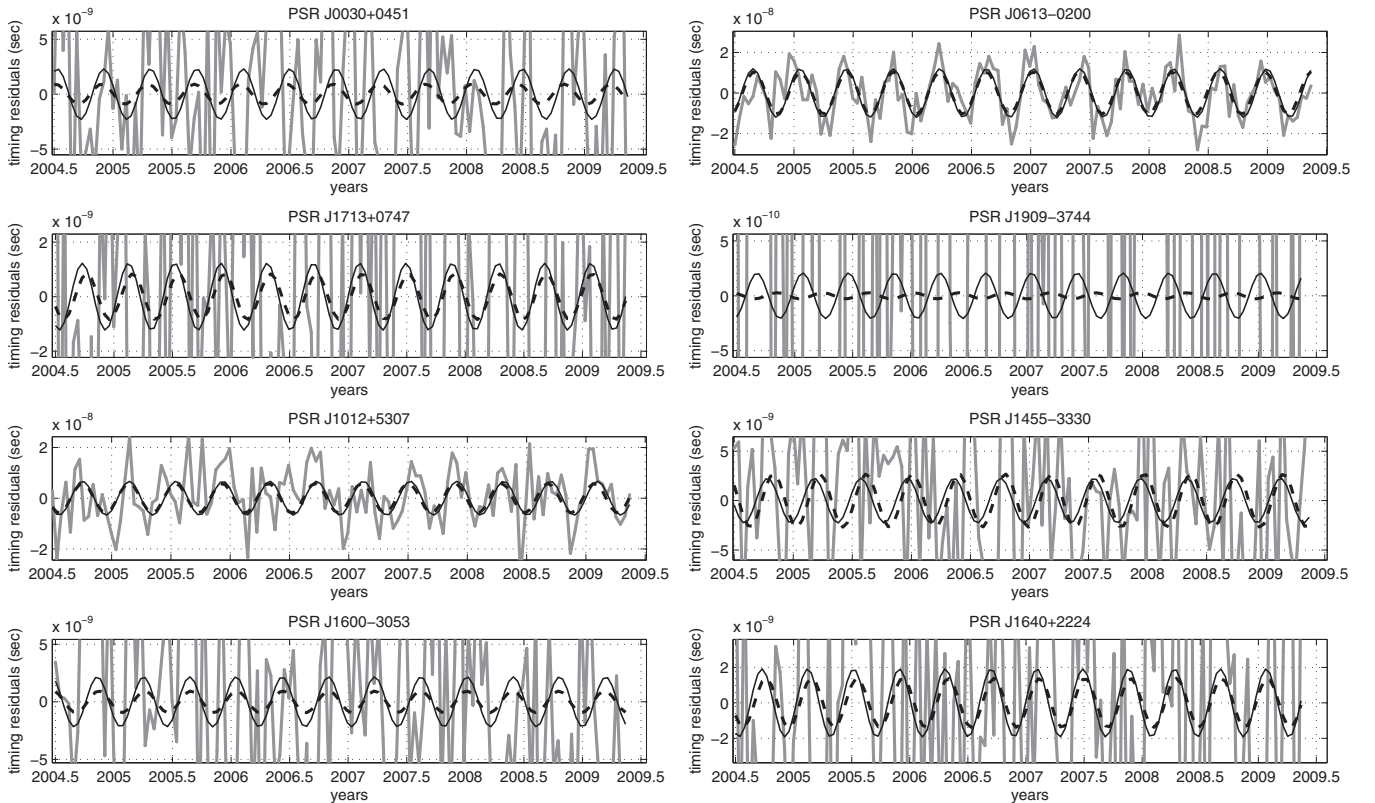 PSR J0030+0451
x 10⁻⁹
timing residuals (sec)
5
0
−5
2004.5 2005 2005.5 2006 2006.5 2007 2007.5 2008 2008.5 2009 2009.5
years
PSR J0613−0200
x 10⁻⁸
timing residuals (sec)
2
0
−2
2004.5 2005 2005.5 2006 2006.5 2007 2007.5 2008 2008.5 2009 2009.5
years
PSR J1713+0747
x 10⁻⁹
timing residuals (sec)
2
0
−2
2004.5 2005 2005.5 2006 2006.5 2007 2007.5 2008 2008.5 2009 2009.5
years
PSR J1909−3744
x 10⁻¹⁰
timing residuals (sec)
5
0
−5
2004.5 2005 2005.5 2006 2006.5 2007 2007.5 2008 2008.5 2009 2009.5
years
PSR J1012+5307
x 10⁻⁸
timing residuals (sec)
2
0
−2
2004.5 2005 2005.5 2006 2006.5 2007 2007.5 2008 2008.5 2009 2009.5
years
PSR J1455−3330
x 10⁻⁹
timing residuals (sec)
5
0
−5
2004.5 2005 2005.5 2006 2006.5 2007 2007.5 2008 2008.5 2009 2009.5
years
PSR J1600−3053
x 10⁻⁹
timing residuals (sec)
5
0
−5
2004.5 2005 2005.5 2006 2006.5 2007 2007.5 2008 2008.5 2009 2009.5
years
PSR J1640+2224
x 10⁻⁹
timing residuals (sec)
2
0
−2
2004.5 2005 2005.5 2006 2006.5 2007 2007.5 2008 2008.5 2009 2009.5
years